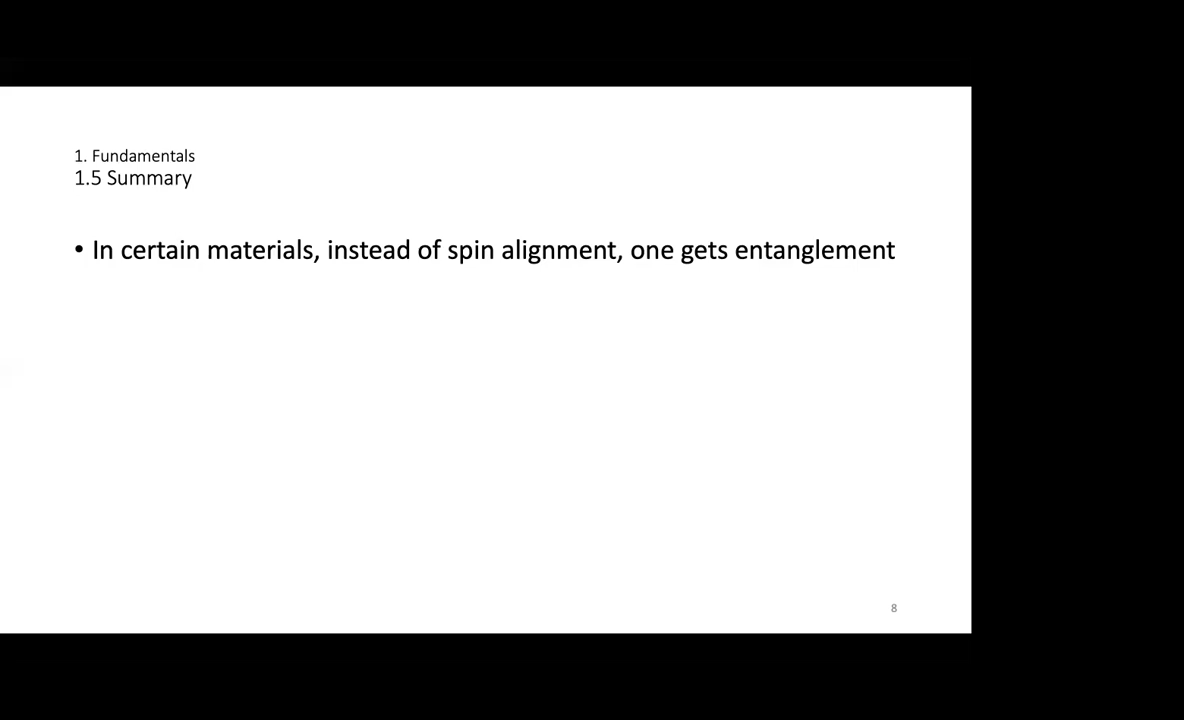 1. Fundamentals
1.5 Summary
• In certain materials, instead of spin alignment, one gets entanglement
8